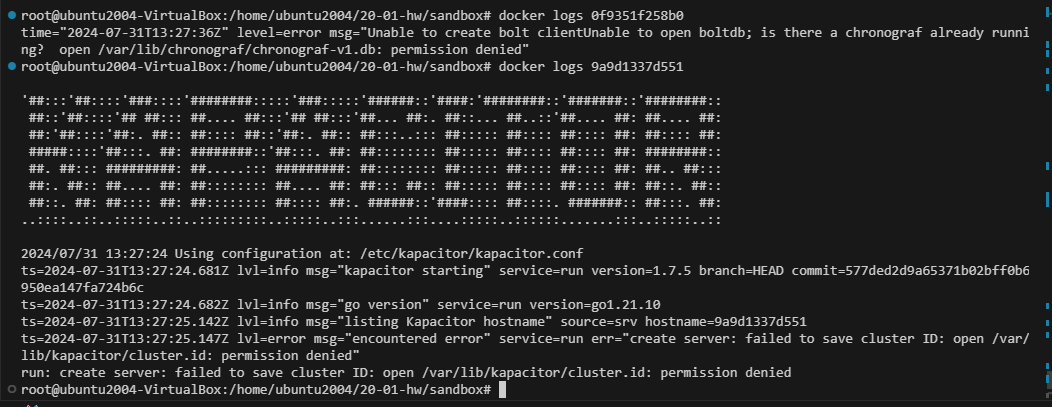 root@ubuntu2004-VirtualBox:/home/ubuntu2004/20-01-hw/sandbox# docker logs 0f9351f258b0
time="2024-07-31T13:27:36Z" level=error msg="Unable to create bolt clientUnable to open boltdb; is there a chronograf already runni
ng?  open /var/lib/chronograf/chronograf-v1.db: permission denied"
root@ubuntu2004-VirtualBox:/home/ubuntu2004/20-01-hw/sandbox# docker logs 9a9d1337d551
'##:::'##::::'###::::'########:::::'###:::::'######::'####:'########::'#######::'########::
 ##::'##::::'## ##::: ##.... ##:::'## ##:::'##... ##:. ##::... ##..::'##.... ##: ##.... ##:
 ##:'##::::'##:. ##:: ##:::: ##::'##:. ##:: ##:::..::: ##::::: ##:::: ##:::: ##: ##:::: ##:
 #####::::'##:::. ##: ########::'##:::. ##: ##:::::::: ##::::: ##:::: ##:::: ##: ########::
 ##. ##::: #########: ##.....::: #########: ##:::::::: ##::::: ##:::: ##:::: ##: ##.. ##:::
 ##:. ##:: ##.... ##: ##:::::::: ##.... ##: ##::: ##:: ##::::: ##:::: ##:::: ##: ##::. ##::
 ##::. ##: ##:::: ##: ##:::::::: ##:::: ##:. ######::'####:::: ##::::. #######:: ##:::. ##:
..::::..::..:::::..::..:::::::::..:::::..:::......:::....:::::..::::::.......:::..:::::..::
2024/07/31 13:27:24 Using configuration at: /etc/kapacitor/kapacitor.conf
ts=2024-07-31T13:27:24.681Z lvl=info msg="kapacitor starting" service=run version=1.7.5 branch=HEAD commit=577ded2d9a65371b02bff0b6
950ea147fa724b6c
ts=2024-07-31T13:27:24.682Z lvl=info msg="go version" service=run version=go1.21.10
ts=2024-07-31T13:27:25.142Z lvl=info msg="listing Kapacitor hostname" source=srv hostname=9a9d1337d551
ts=2024-07-31T13:27:25.147Z lvl=error msg="encountered error" service=run err="create server: failed to save cluster ID: open /var/
lib/kapacitor/cluster.id: permission denied"
run: create server: failed to save cluster ID: open /var/lib/kapacitor/cluster.id: permission denied
root@ubuntu2004-VirtualBox:/home/ubuntu2004/20-01-hw/sandbox#